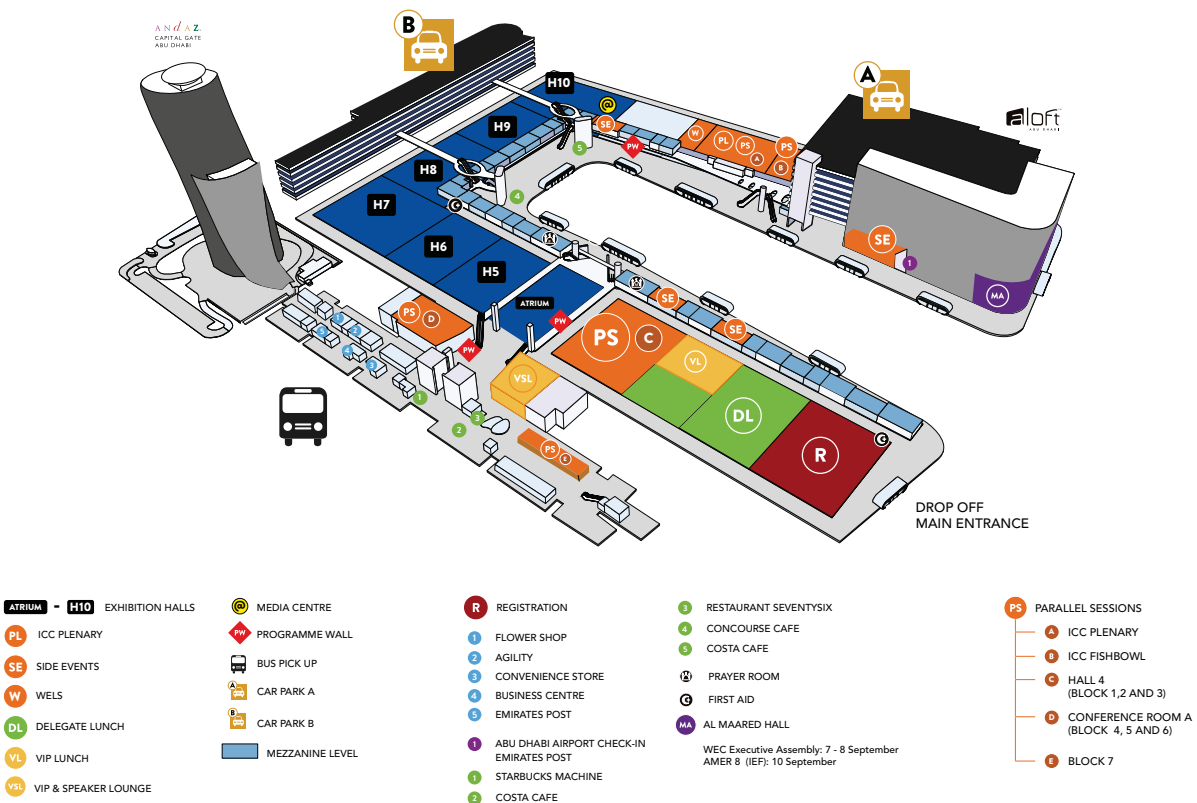 ANdAZ.
CAPITAL GATE
ABU DHABI
B
A
aloft
ABU DHABI
H10
@
SE
H9
W
PL
PS
A
PS
B
5
PW
H8
4
H7
SE
1
H6
H5
MA
ATRIUM
SE
PS
D
PW
PS
C
SE
1
2
5
4
3
PW
VL
VSL
1
3
2
DL
PS
E
R
DROP OFF
MAIN ENTRANCE
ATRIUM - H10 EXHIBITION HALLS
PL ICC PLENARY
SE SIDE EVENTS
W WELS
DL DELEGATE LUNCH
VL VIP LUNCH
VSL VIP & SPEAKER LOUNGE
@ MEDIA CENTRE
PW PROGRAMME WALL
BUS PICK UP
A CAR PARK A
B CAR PARK B
MEZZANINE LEVEL
R REGISTRATION
1 FLOWER SHOP
2 AGILITY
3 CONVENIENCE STORE
4 BUSINESS CENTRE
5 EMIRATES POST
1 ABU DHABI AIRPORT CHECK-IN
EMIRATES POST
1 STARBUCKS MACHINE
2 COSTA CAFE
3 RESTAURANT SEVENTYSIX
4 CONCOURSE CAFE
5 COSTA CAFE
PRAYER ROOM
FIRST AID
MA AL MAARED HALL
WEC Executive Assembly: 7 - 8 September
AMER 8 (IEF): 10 September
PS PARALLEL SESSIONS
A ICC PLENARY
B ICC FISHBOWL
C HALL 4
(BLOCK 1,2 AND 3)
D CONFERENCE ROOM A
(BLOCK 4, 5 AND 6)
E BLOCK 7